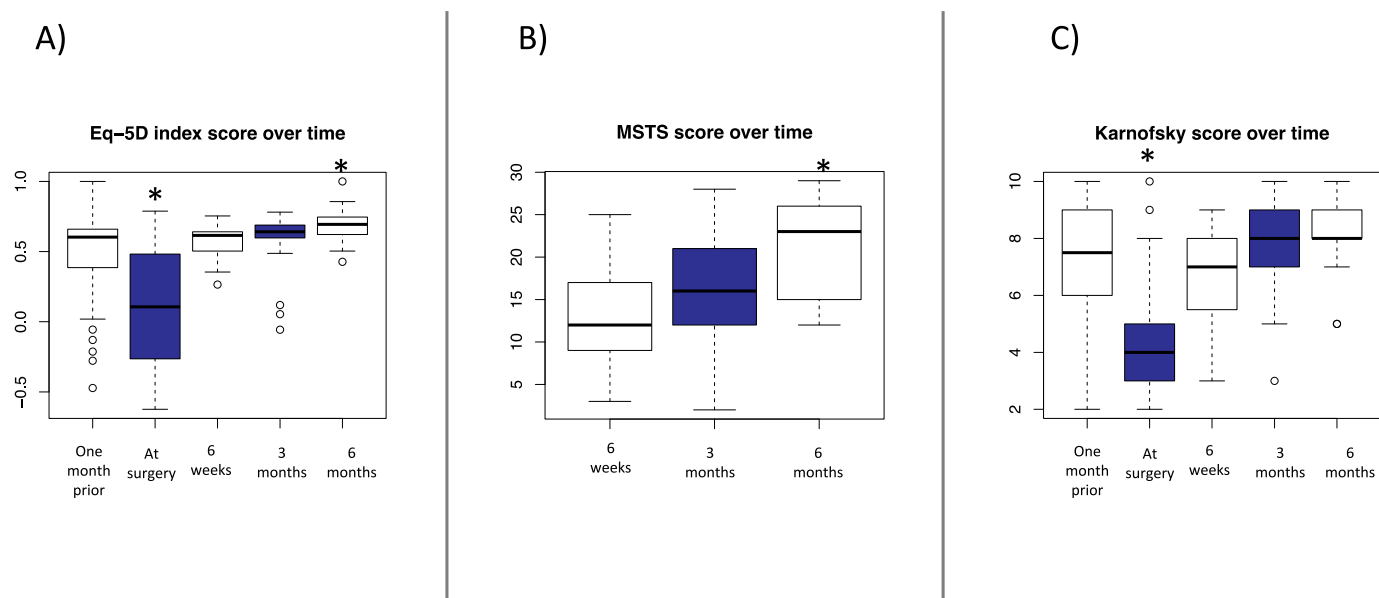 A)
Eq−5D index score over time
*
*
1.0
0.5
0.0
−0.5
One
month
prior
At
surgery
6
weeks
3
months
6
months
B)
MSTS score over time
*
30
25
20
15
10
5
6
weeks
3
months
6
months
C)
Karnofsky score over time
*
10
8
6
4
2
One
month
prior
At
surgery
6
weeks
3
months
6
months